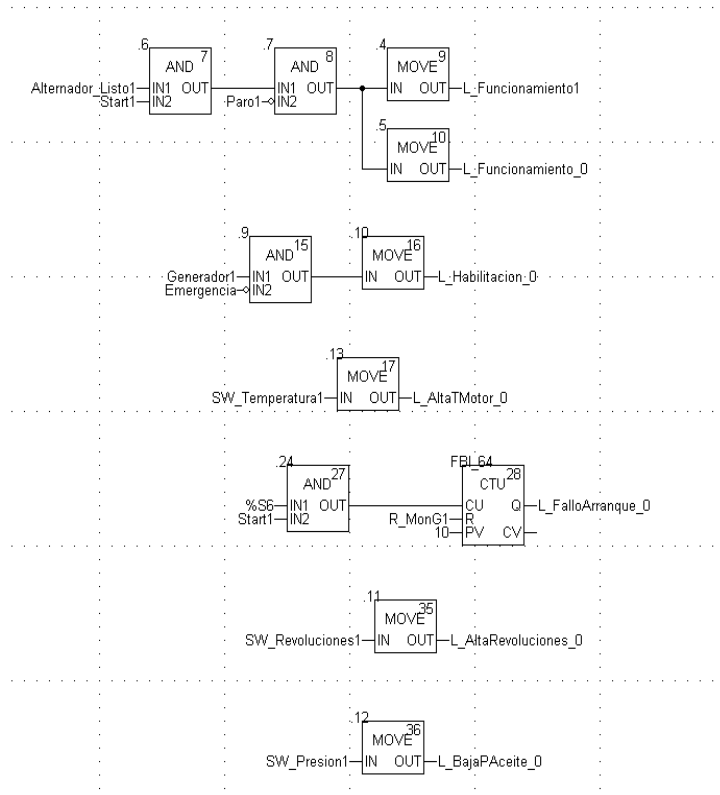 .6 .7 .4
7 8 9
AND AND MOVE
Alternador_Listo1 IN1 OUT IN1 OUT IN OUT L_Funcionamiento1
Start1 IN2 Paro1 IN2
.5
10
MOVE
IN OUT L_Funcionamiento_0
.9 .10
AND 15 MOVE 16
Generador1 IN1 OUT IN OUT L_Habilitacion_0
Emergencia IN2
.13
MOVE 17
SW_Temperatura1 IN OUT L_AltaTMotor_0
.24 FBI_64
AND 27 CTU 28
%S6 IN1 OUT CU Q L_FalloArranque_0
Start1 IN2 R_MonG1 R
10 PV CV
.11
MOVE 35
SW_Revoluciones1 IN OUT L_AltaRevoluciones_0
.12
MOVE 36
SW_Presion1 IN OUT L_BajaPAceite_0